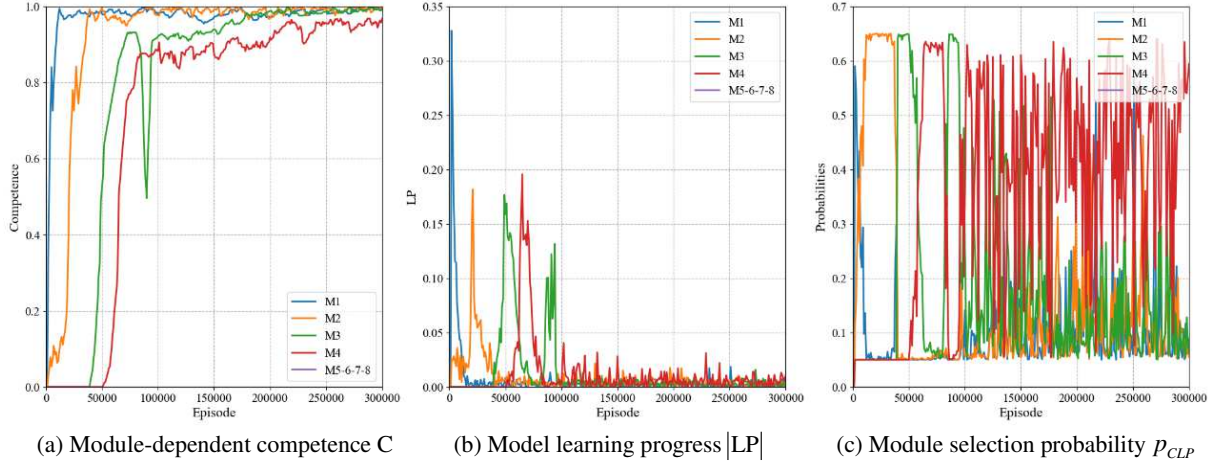 1.0
0.8
0.6
0.4
0.2
0.0
Competence
0
50000
100000
150000
200000
250000
300000
Episode
M1
M2
M3
M4
M5-6-7-8
(a) Module-dependent competence C
0.35
0.30
0.25
0.20
0.15
0.10
0.05
0.00
LP
0
50000
100000
150000
200000
250000
300000
Episode
M1
M2
M3
M4
M5-6-7-8
(b) Model learning progress |LP|
0.7
0.6
0.5
0.4
0.3
0.2
0.1
0.0
Probabilities
0
50000
100000
150000
200000
250000
300000
Episode
M1
M2
M3
M4
M5-6-7-8
(c) Module selection probability p_CLP